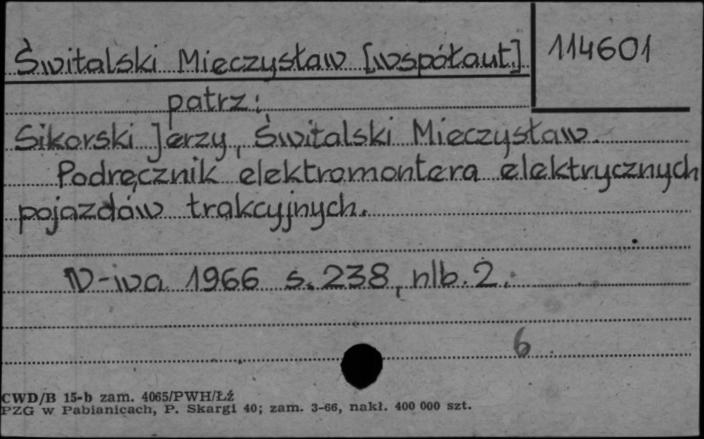 Świtalski Mieczysław [współaut.]
114601
patrz:
Sikorski Jerzy, Świtalski Mieczysław.
Podręcznik elektromontera elektrycznych
pojazdów trakcyjnych.
W-wa 1966 s. 238, nlb. 2.
6
CWD/B 15-b zam. 4065/PWH/Łź
PZG w Pabianicach, P. Skargi 40; zam. 3-66, nakł. 400 000 szt.